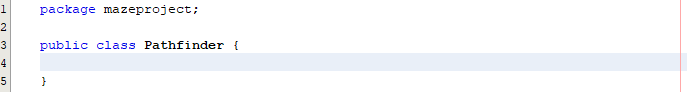 1 package mazeproject;
2
3 public class Pathfinder {
4
5 }